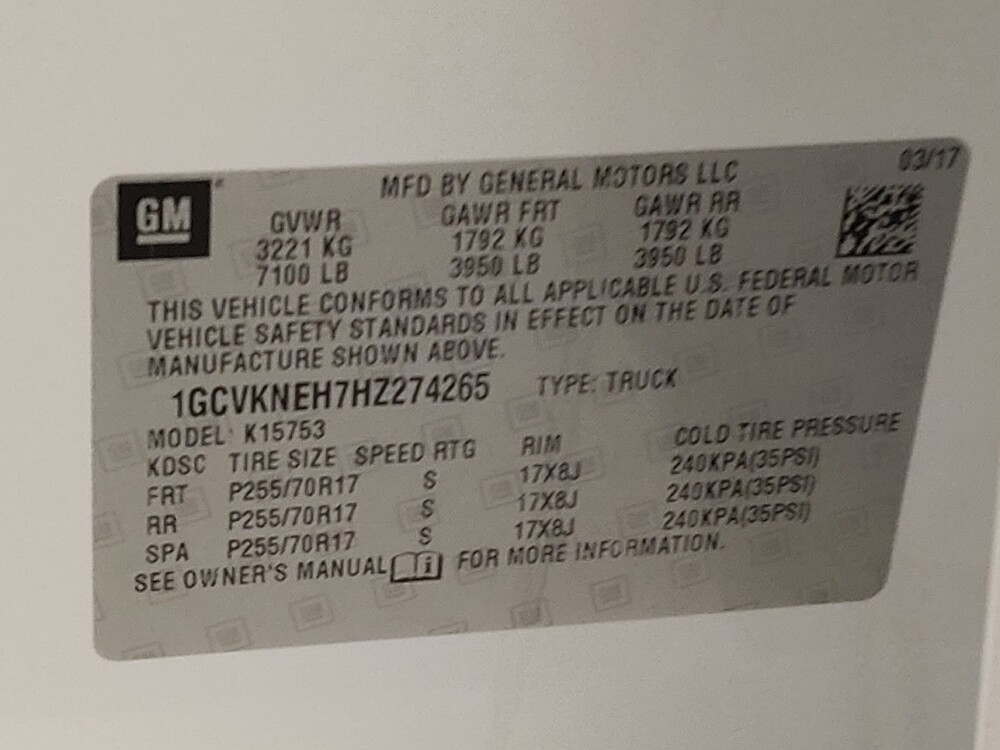 GM
MFD BY GENERAL MOTORS LLC 03/17
GVWR GAWR FRT GAWR RR
3221 KG 1792 KG 1792 KG
7100 LB 3950 LB 3950 LB
THIS VEHICLE CONFORMS TO ALL APPLICABLE U.S. FEDERAL MOTOR
VEHICLE SAFETY STANDARDS IN EFFECT ON THE DATE OF
MANUFACTURE SHOWN ABOVE.
1GCVKNEH7HZ274265 TYPE: TRUCK
MODEL: K15753
KDSC TIRE SIZE SPEED RTG RIM COLD TIRE PRESSURE
FRT P255/70R17 S 17X8J 240KPA(35PSI)
RR P255/70R17 S 17X8J 240KPA(35PSI)
SPA P255/70R17 S 17X8J 240KPA(35PSI)
SEE OWNER'S MANUAL i FOR MORE INFORMATION.